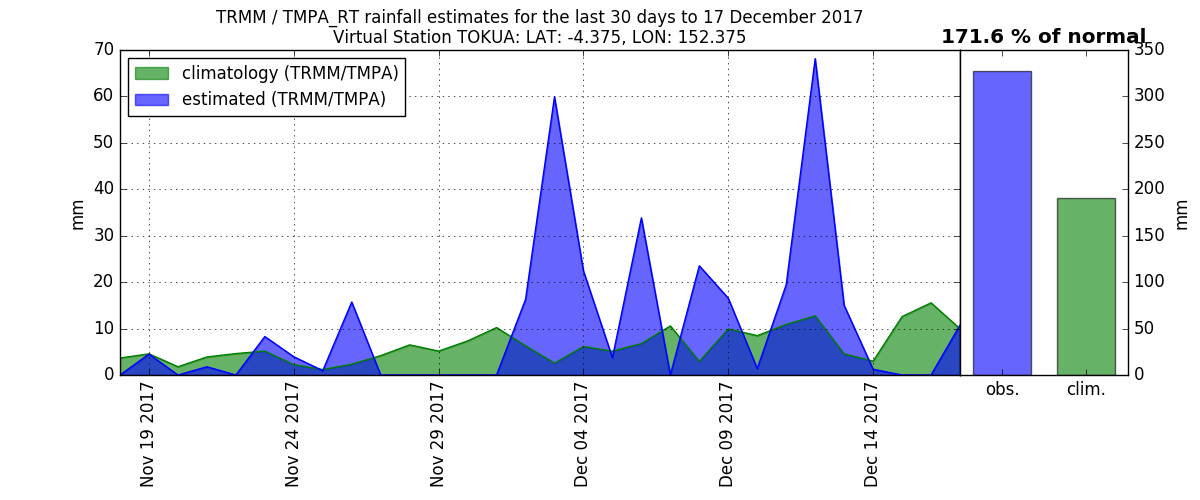 TRMM / TMPA_RT rainfall estimates for the last 30 days to 17 December 2017
Virtual Station TOKUA: LAT: -4.375, LON: 152.375
171.6 % of normal
climatology (TRMM/TMPA)
estimated (TRMM/TMPA)
mm
70
60
50
40
30
20
10
0
Nov 19 2017
Nov 24 2017
Nov 29 2017
Dec 04 2017
Dec 09 2017
Dec 14 2017
350
300
250
200
150
100
50
0
mm
obs.
clim.